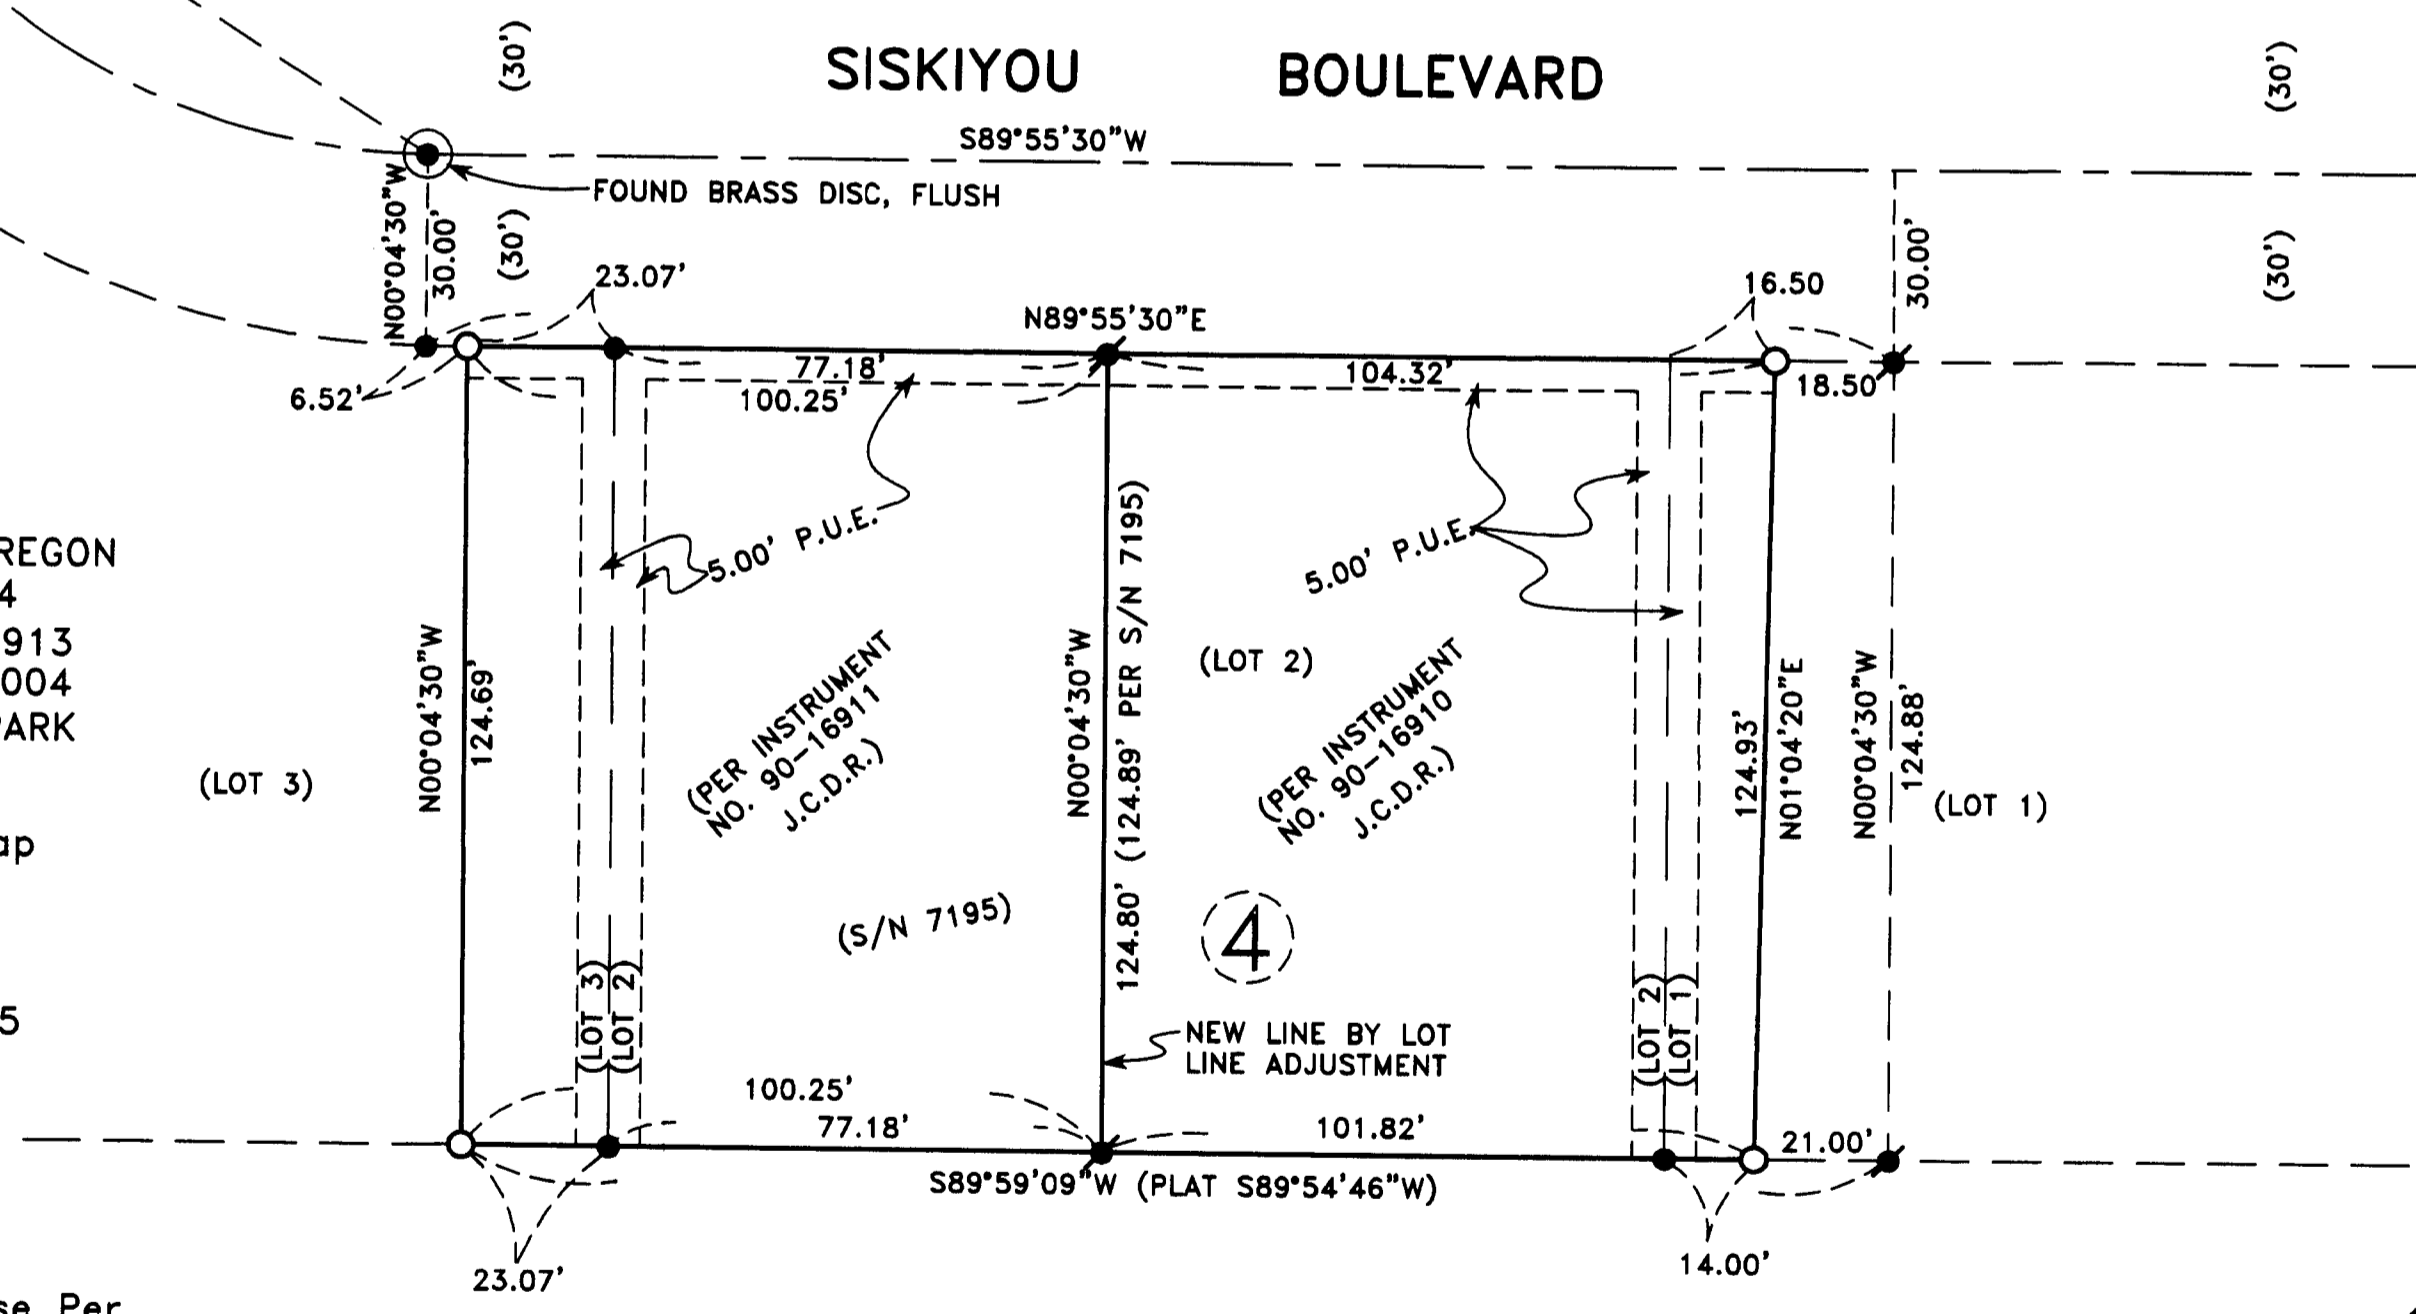 (30')
SISKIYOU BOULEVARD
(30')
S89°55'30"W
FOUND BRASS DISC, FLUSH
N00°04'30"W
30.00'
(30')
23.07'
N89°55'30"E
16.50
30.00'
(30')
6.52'
77.18'
100.25'
104.32'
18.50'
5.00' P.U.E.
5.00' P.U.E.
REGON
4
913
004
PARK
(LOT 3)
N00°04'30"W
124.69'
(PER INSTRUMENT
NO. 90-16911
J.C.D.R.)
N00°04'30"W
124.80' (124.89' PER S/N 7195)
(LOT 2)
(PER INSTRUMENT
NO. 90-16910
J.C.D.R.)
124.93'
N01°04'20"E
N00°04'30"W
124.88'
(LOT 1)
ap
(S/N 7195)
4
5
(LOT 3)
(LOT 2)
NEW LINE BY LOT
LINE ADJUSTMENT
(LOT 2)
(LOT 1)
100.25'
77.18'
101.82'
21.00'
S89°59'09"W (PLAT S89°54'46"W)
23.07'
14.00'
se Per